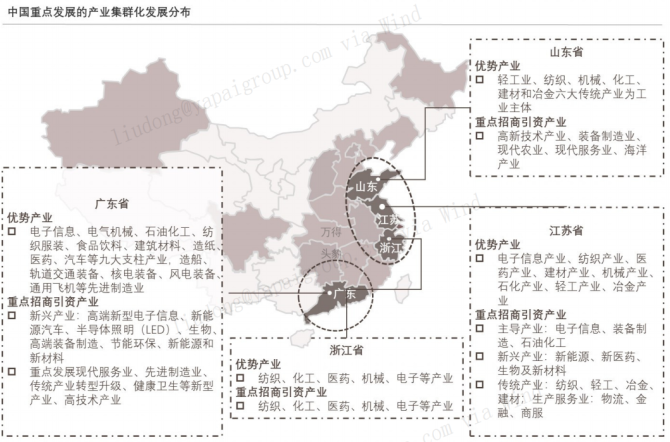 中国重点发展的产业集群化发展分布
山东省
优势产业
轻工业、纺织、机械、化工、
建材和冶金六大传统产业为工
业主体
重点招商引资产业
高新技术产业、装备制造业、
现代农业、现代服务业、海洋
产业
广东省
优势产业
电子信息、电气机械、石油化工、纺
织服装、食品饮料、建筑材料、造纸、
医药、汽车等九大支柱产业，造船、
轨道交通装备、核电装备、风电装备、
通用飞机等先进制造业
重点招商引资产业
新兴产业：高端新型电子信息、新能
源汽车、半导体照明（LED）、生物、
高端装备制造、节能环保、新能源和
新材料
重点发展现代服务业、先进制造业、
传统产业转型升级、健康卫生等新型
产业、高技术产业
山东
江苏
浙江
广东
万得
浙江省
优势产业
纺织、化工、医药、机械、电子等产业
重点招商引资产业
纺织、化工、医药、机械、电子等产业
江苏省
优势产业
电子信息产业、纺织产业、医
药产业、建材产业、机械产业、
石化产业、轻工产业、冶金产
业
重点招商引资产业
主导产业：电子信息、装备制
造、石油化工
新兴产业：新能源、新医药、
生物及新材料
传统产业：纺织、轻工、冶金、
建材；生产服务业：物流、金
融、商服
liudong@yapaigroup.com via Wind